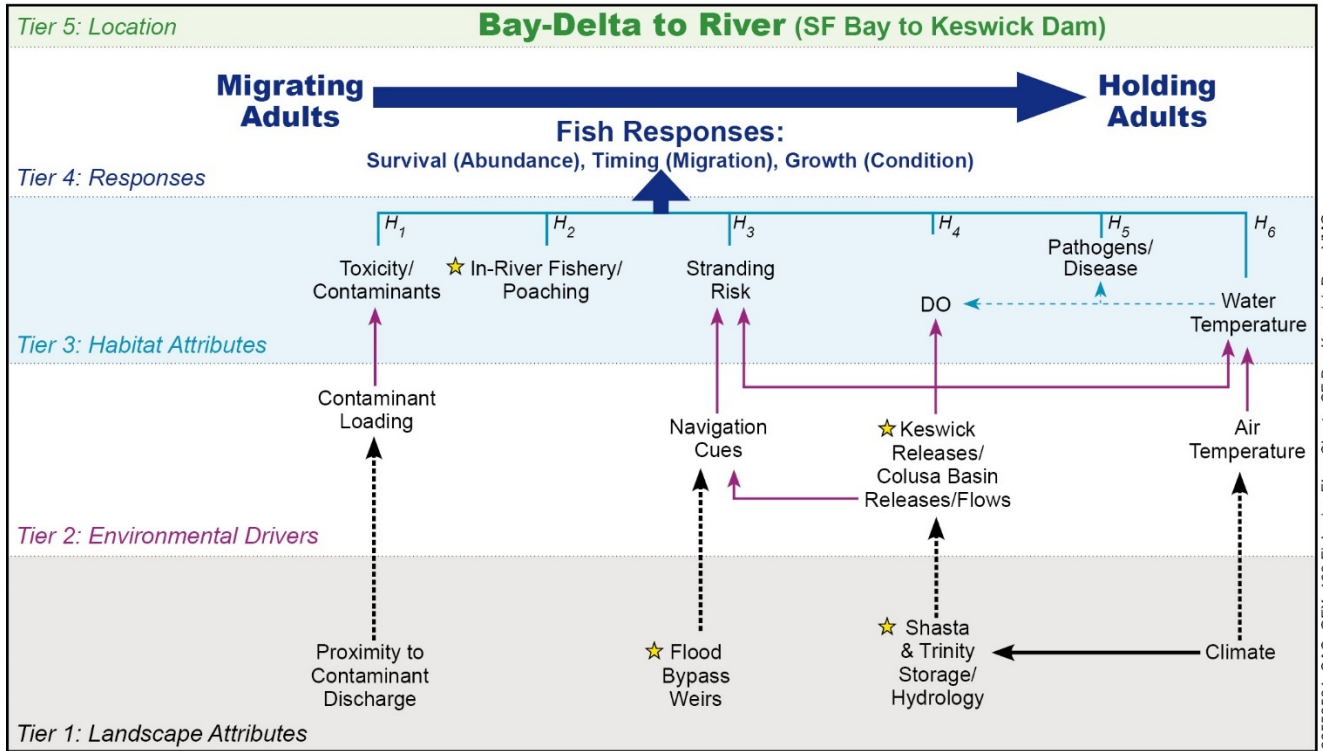 Tier 5: Location
Bay-Delta to River (SF Bay to Keswick Dam)
Migrating
Adults
Holding
Adults
Fish Responses:
Survival (Abundance), Timing (Migration), Growth (Condition)
Tier 4: Responses
H1
H2
H3
H4
H5
H6
Toxicity/
Contaminants
In-River Fishery/
Poaching
Stranding
Risk
DO
Pathogens/
Disease
Water
Temperature
Tier 3: Habitat Attributes
Contaminant
Loading
Navigation
Cues
Keswick
Releases/
Colusa Basin
Releases/Flows
Air
Temperature
Tier 2: Environmental Drivers
Proximity to
Contaminant
Discharge
Flood
Bypass
Weirs
Shasta
& Trinity
Storage/
Hydrology
Climate
Tier 1: Landscape Attributes